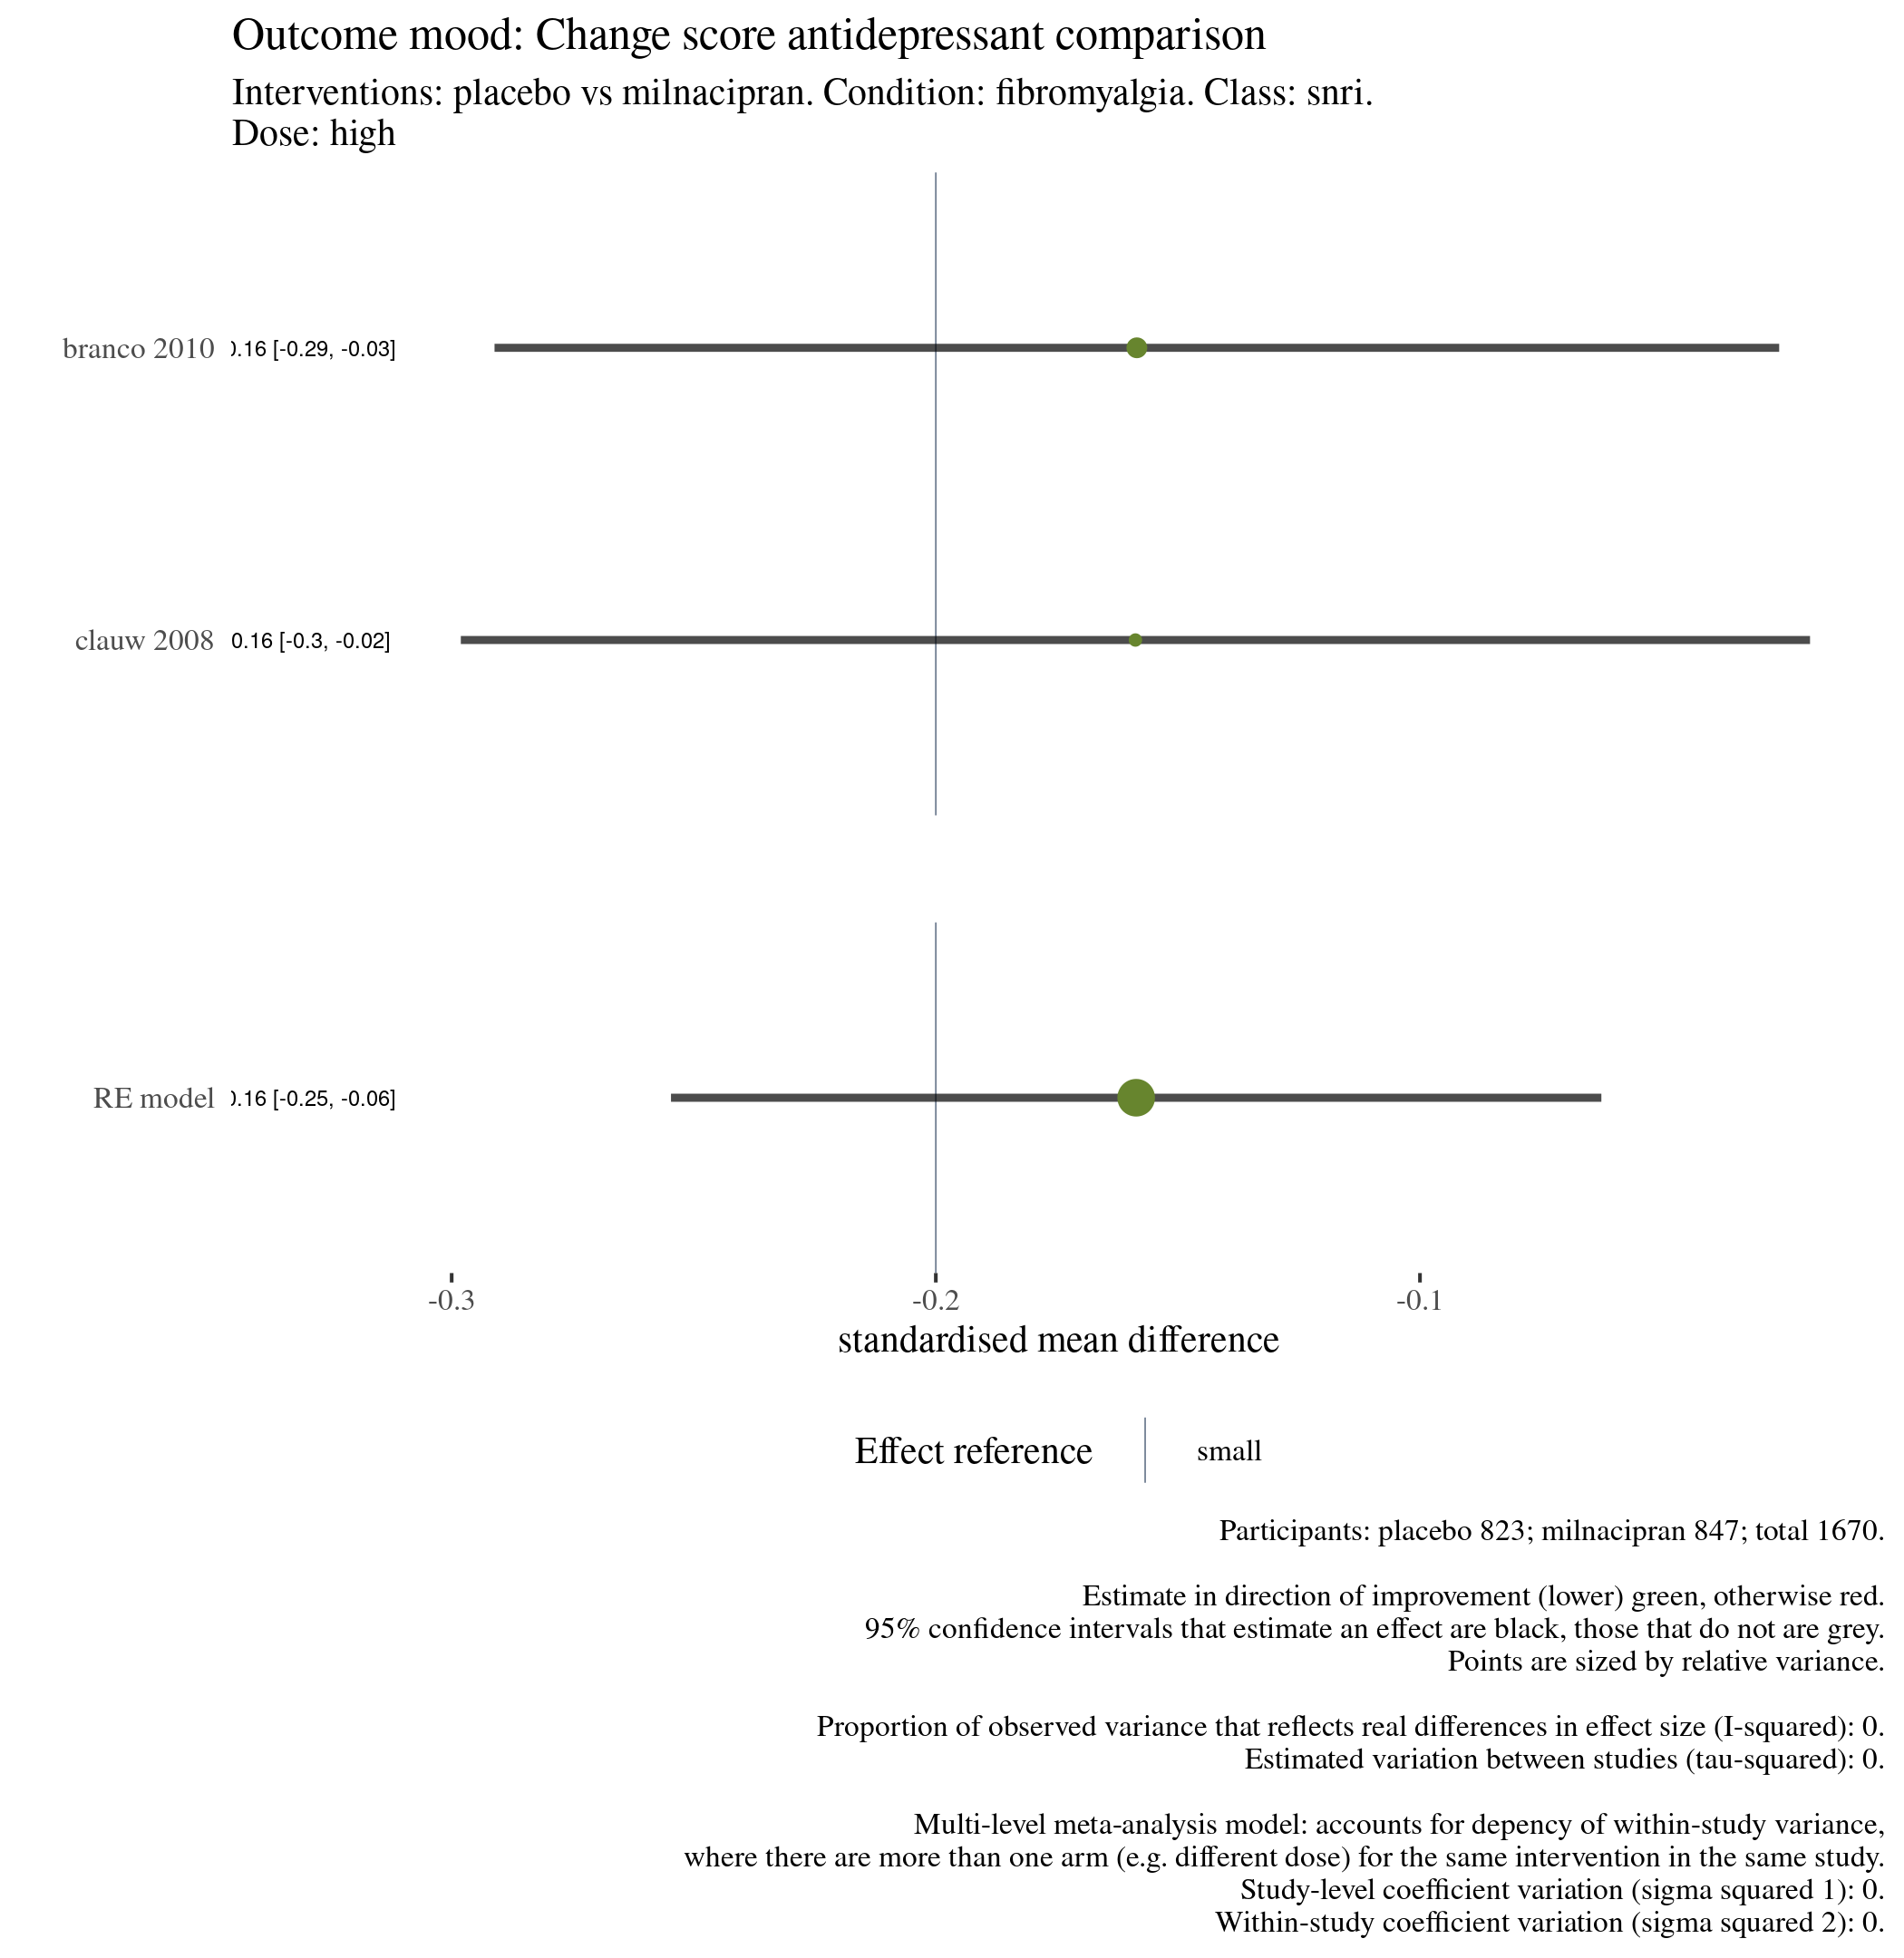 Outcome mood: Change score antidepressant comparison
Interventions: placebo vs milnacipran. Condition: fibromyalgia. Class: snri.
Dose: high
branco 2010 0.16 [-0.29, -0.03]
clauw 2008 0.16 [-0.3, -0.02]
RE model 0.16 [-0.25, -0.06]
-0.3 -0.2 -0.1
standardised mean difference
Effect reference small
Participants: placebo 823; milnacipran 847; total 1670.
Estimate in direction of improvement (lower) green, otherwise red.
95% confidence intervals that estimate an effect are black, those that do not are grey.
Points are sized by relative variance.
Proportion of observed variance that reflects real differences in effect size (I-squared): 0.
Estimated variation between studies (tau-squared): 0.
Multi-level meta-analysis model: accounts for depency of within-study variance,
where there are more than one arm (e.g. different dose) for the same intervention in the same study.
Study-level coefficient variation (sigma squared 1): 0.
Within-study coefficient variation (sigma squared 2): 0.